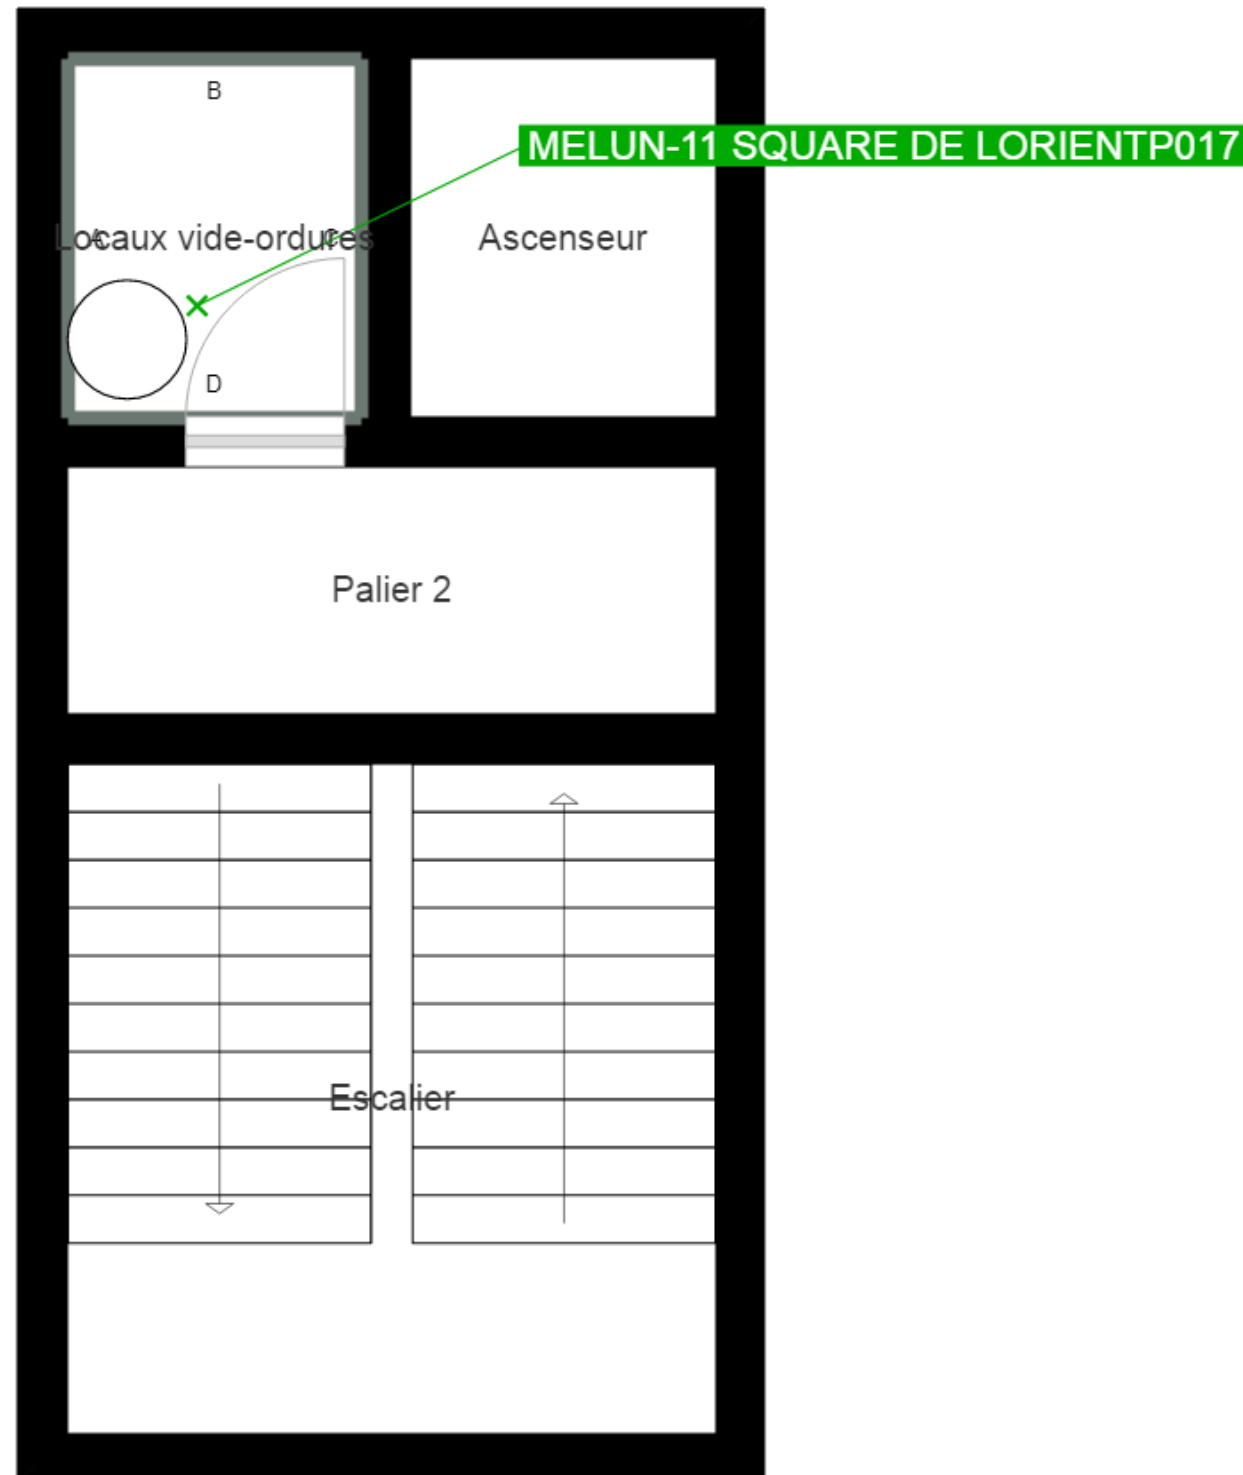 B
MELUN-11 SQUARE DE LORIENTP017
A
Locaux vide-ordures
C
Ascenseur
D
Palier 2
Escalier